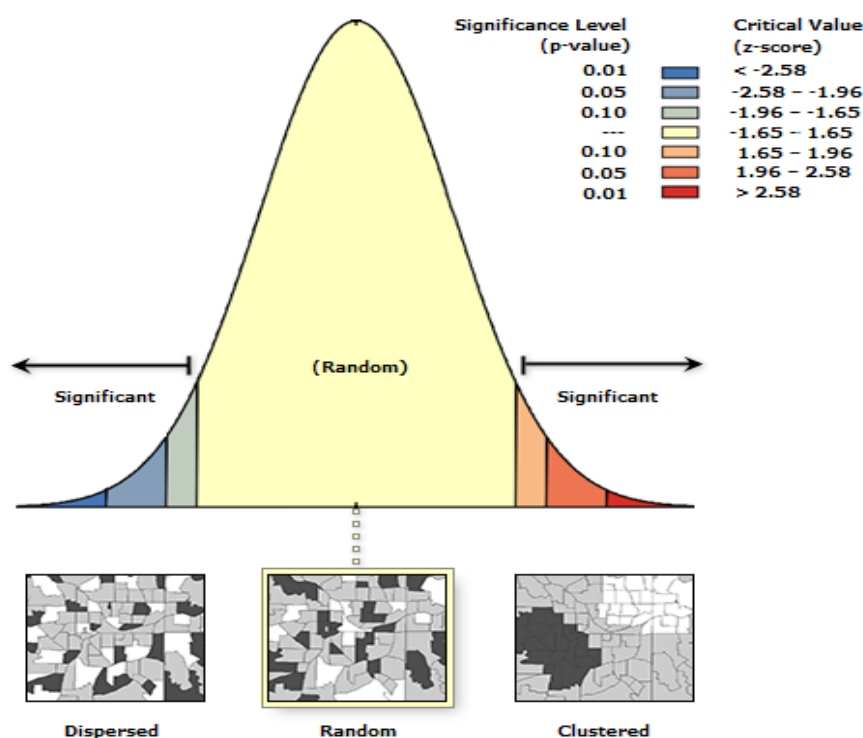 Significance Level
(p-value)
Critical Value
(z-score)
0.01 < -2.58
0.05 -2.58 – -1.96
0.10 -1.96 – -1.65
--- -1.65 – 1.65
0.10 1.65 – 1.96
0.05 1.96 – 2.58
0.01 > 2.58
(Random)
Significant
Significant
Dispersed
Random
Clustered